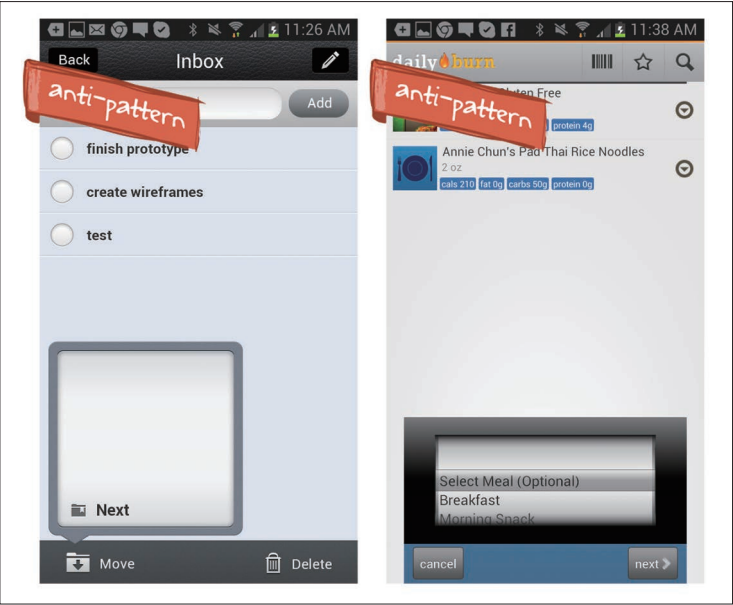 11:26 AM
Back
Inbox
anti-pattern
Add
finish prototype
create wireframes
test
Next
Move
Delete
11:38 AM
daily burn
anti-pattern
Gluten Free
protein 4g
Annie Chun's Pad Thai Rice Noodles
2 oz
cals 210 fat 0g carbs 50g protein 0g
Select Meal (Optional)
Breakfast
Morning Snack
cancel
next